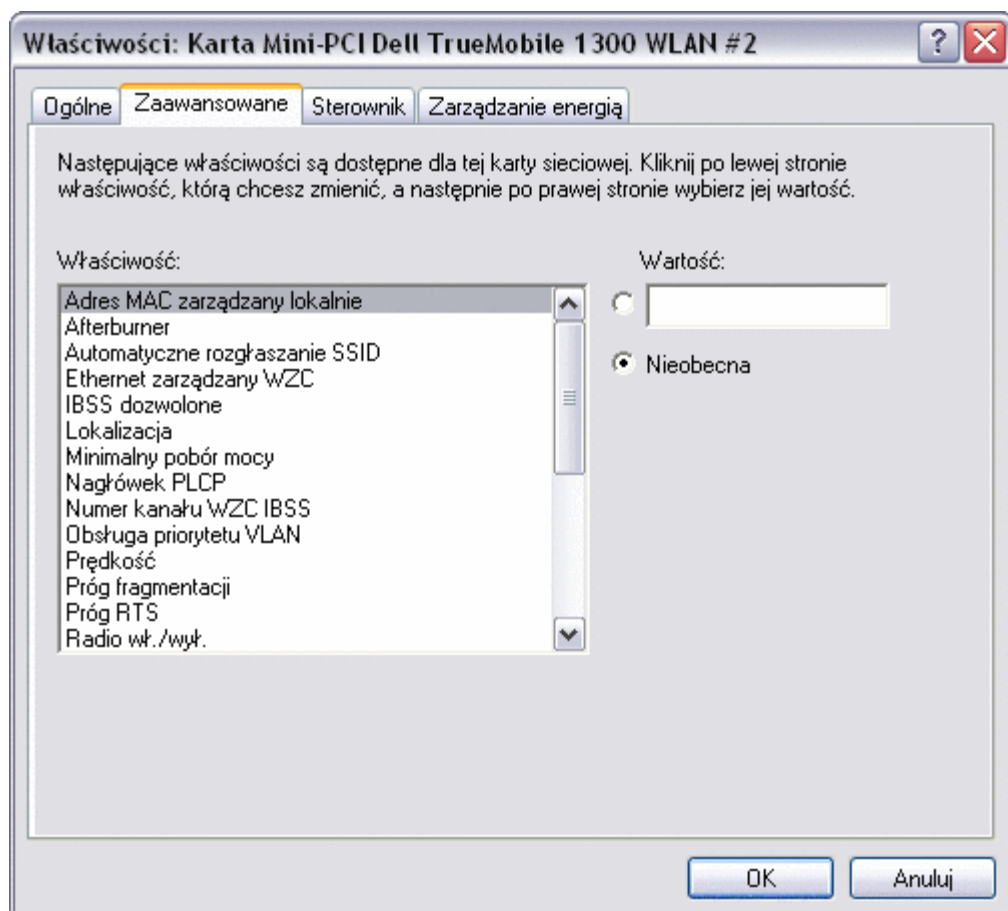 Właściwości: Karta Mini-PCI Dell TrueMobile 1300 WLAN #2
Ogólne
Zaawansowane
Sterownik
Zarządzanie energią
Następujące właściwości są dostępne dla tej karty sieciowej. Kliknij po lewej stronie
właściwość, którą chcesz zmienić, a następnie po prawej stronie wybierz jej wartość.
Właściwość:
Adres MAC zarządzany lokalnie
Afterburner
Automatyczne rozgłaszanie SSID
Ethernet zarządzany WZC
IBSS dozwolone
Lokalizacja
Minimalny pobór mocy
Nagłówek PLCP
Numer kanału WZC IBSS
Obsługa priorytetu VLAN
Prędkość
Próg fragmentacji
Próg RTS
Radio wł./wył.
Wartość:
Nieobecna
OK
Anuluj